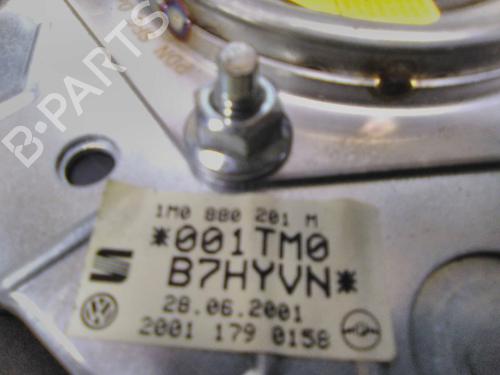 B-PARTS
1M0 880 201 M
*001TM0
B7HYVN*
28.06.2001
2001 179 0158